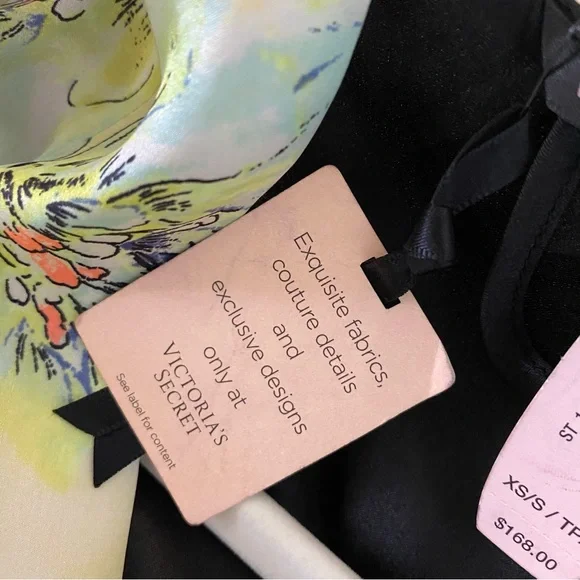 Exquisite fabrics,
couture details
and
exclusive designs
only at
VICTORIA'S
SECRET
See label for content
ST
XS/S / TP/
$168.00